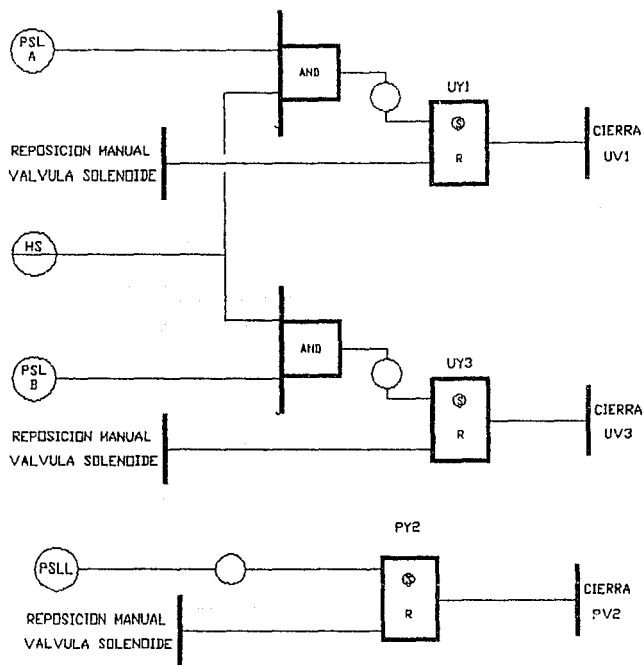 PSL
A
AND
UY1
S
R
CIERRA
UV1
REPOSICION MANUAL
VALVULA SOLENOIDE
HS
AND
PSL
B
UY3
S
R
CIERRA
UV3
REPOSICION MANUAL
VALVULA SOLENOIDE
PY2
PSLL
S
R
CIERRA
PV2
REPOSICION MANUAL
VALVULA SOLENOIDE